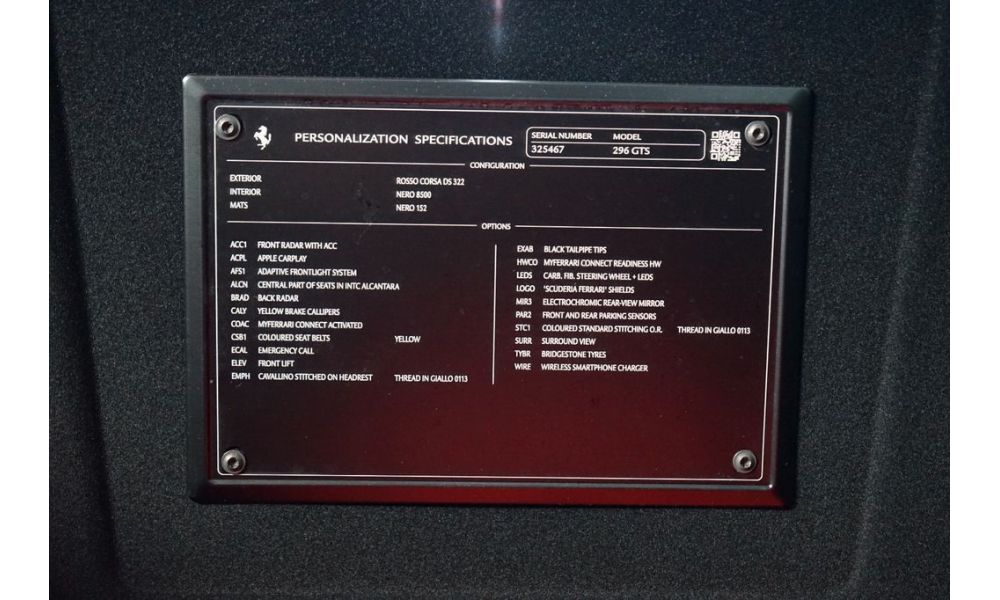 PERSONALIZATION SPECIFICATIONS
SERIAL NUMBER MODEL
325467 296 GTS
CONFIGURATION
EXTERIOR ROSSO CORSA DS 322
INTERIOR NERO 8500
MATS NERO 152
OPTIONS
ACC1 FRONT RADAR WITH ACC
ACPL APPLE CARPLAY
AFS1 ADAPTIVE FRONTLIGHT SYSTEM
ALCN CENTRAL PART OF SEATS IN INTC ALCANTARA
BRAD BACK RADAR
CALY YELLOW BRAKE CALLIPERS
COAC MYFERRARI CONNECT ACTIVATED
CSB1 COLOURED SEAT BELTS YELLOW
ECAL EMERGENCY CALL
ELEV FRONT LIFT
EMPH CAVALLINO STITCHED ON HEADREST THREAD IN GIALLO 0113
EXAB BLACK TAILPIPE TIPS
HWCO MYFERRARI CONNECT READINESS HW
LEDS CARB. FIB. STEERING WHEEL + LEDS
LOGO "SCUDERIA FERRARI" SHIELDS
MIR3 ELECTROCHROMIC REAR-VIEW MIRROR
PAR2 FRONT AND REAR PARKING SENSORS
STC1 COLOURED STANDARD STITCHING O.R. THREAD IN GIALLO 0113
SURR SURROUND VIEW
TYBR BRIDGESTONE TYRES
WIRE WIRELESS SMARTPHONE CHARGER